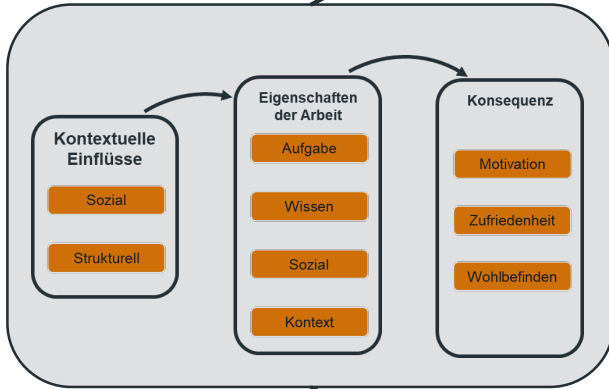 Kontextuelle
Einflüsse
Sozial
Strukturell
Eigenschaften
der Arbeit
Aufgabe
Wissen
Sozial
Kontext
Konsequenz
Motivation
Zufriedenheit
Wohlbefinden